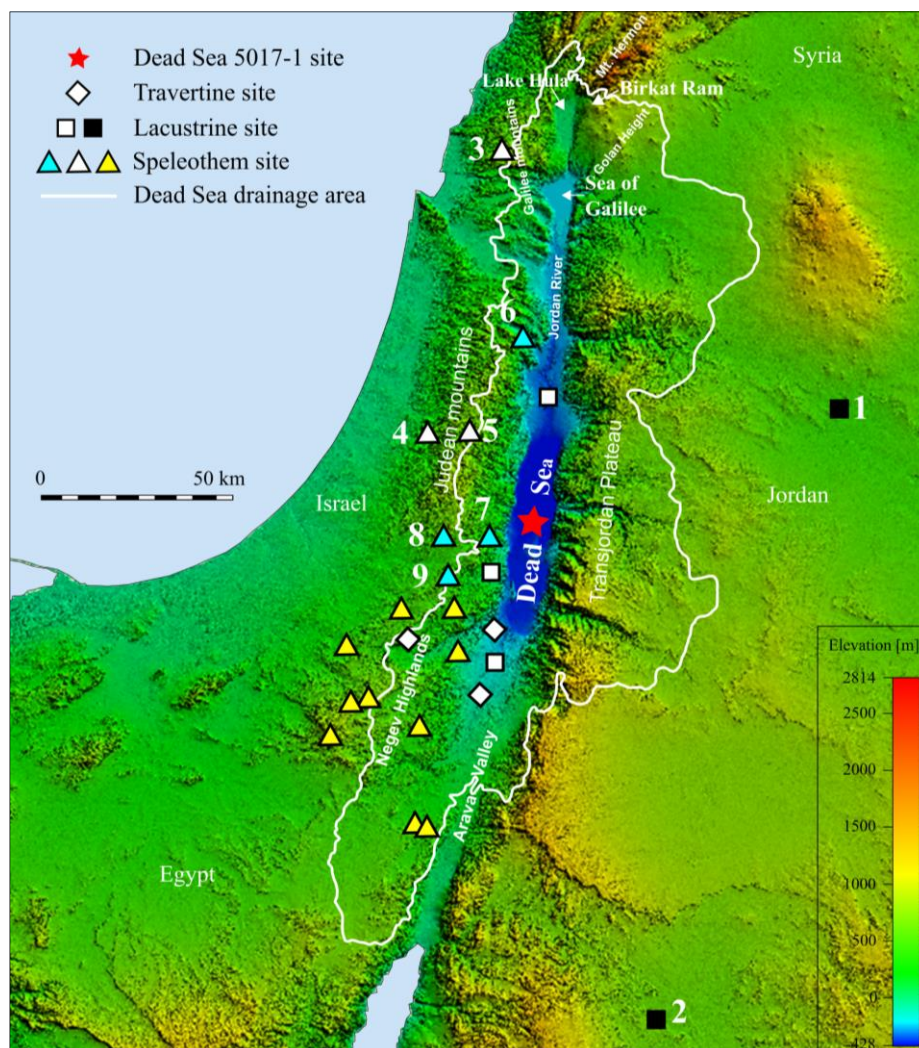 Dead Sea 5017-1 site
Travertine site
Lacustrine site
Speleothem site
Dead Sea drainage area
Mt. Hermon
Syria
Lake Hula
Birkat Ram
3
Galilee mountains
Golan Height
Sea of
Galilee
Jordan River
6
1
4
5
Judean mountains
0
50 km
Israel
Dead Sea
Transjordan Plateau
Jordan
7
8
9
Negev Highlands
Arava Valley
Egypt
2
Elevation [m]
2814
2500
2000
1500
1000
500
0
-428